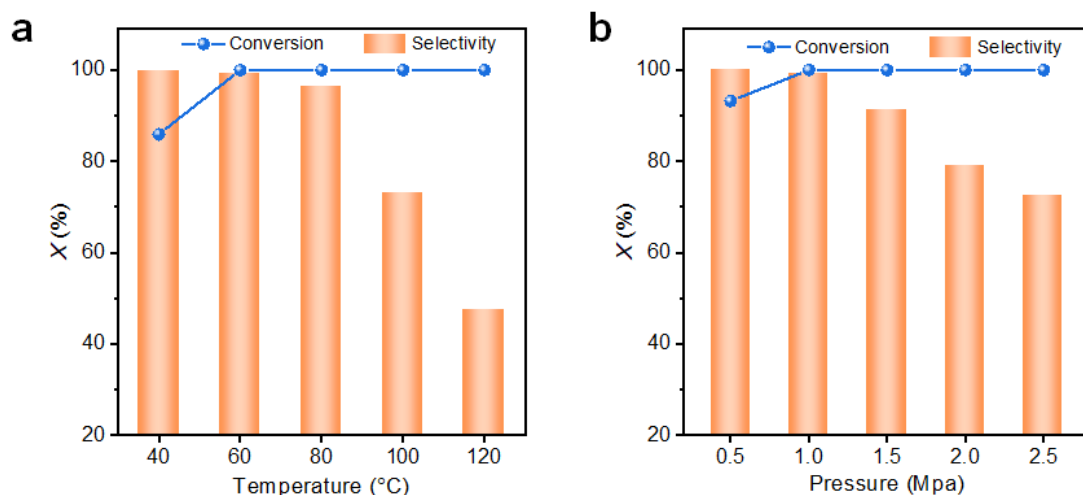 a
Conversion Selectivity
X (%)
100
80
60
40
20
40 60 80 100 120
Temperature (°C)
b
Conversion Selectivity
X (%)
100
80
60
40
20
0.5 1.0 1.5 2.0 2.5
Pressure (Mpa)